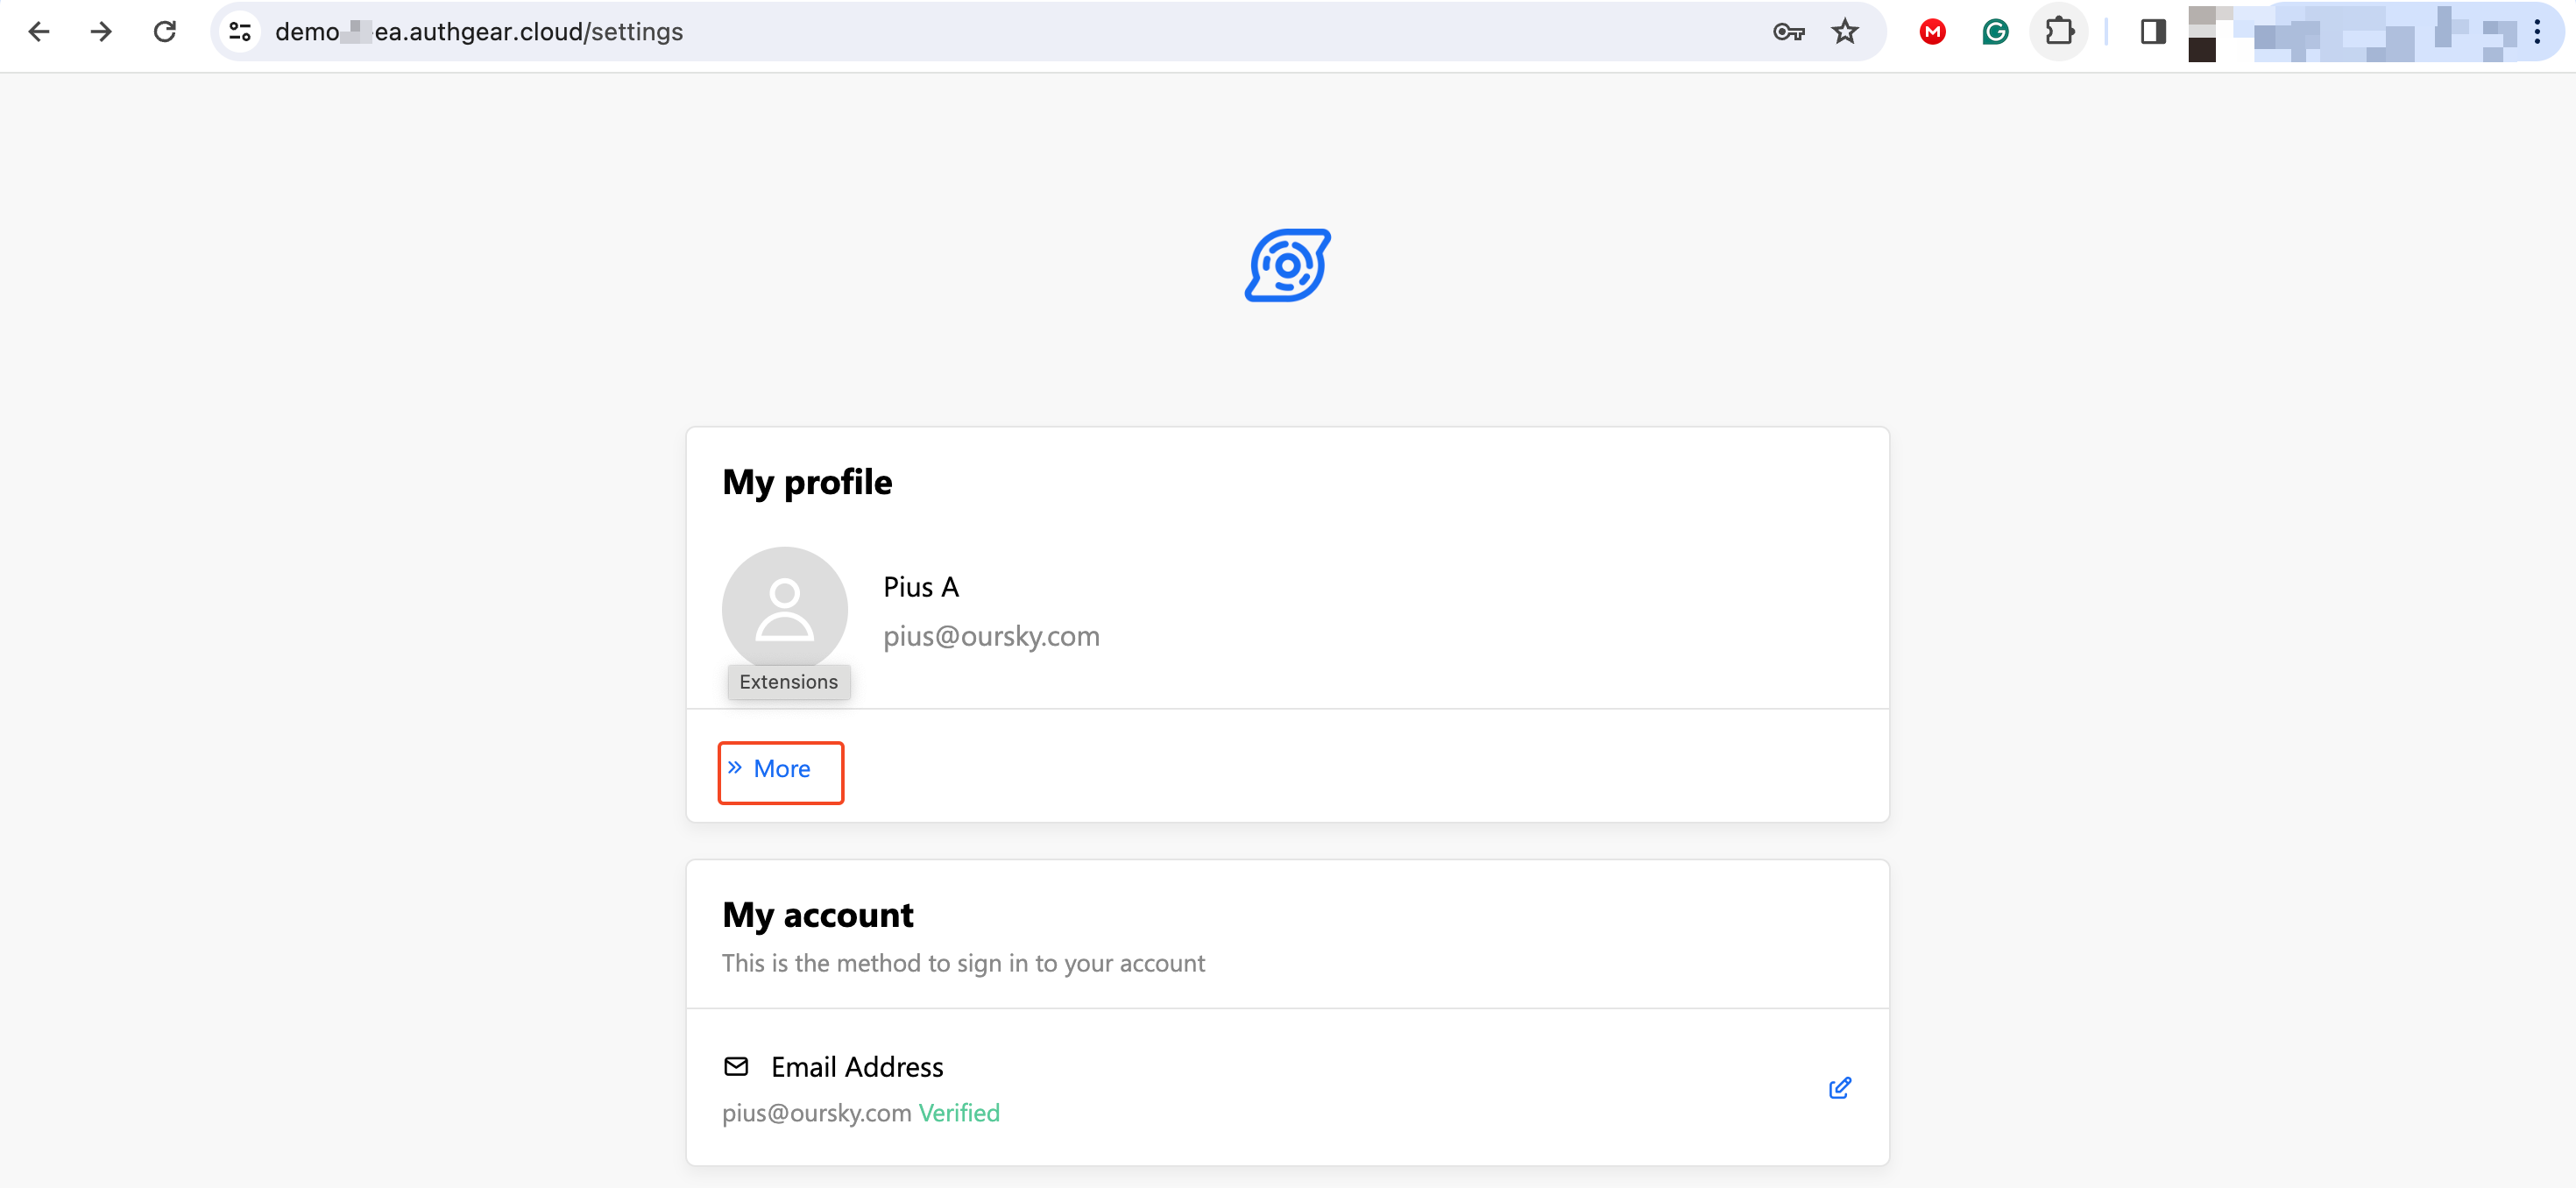 demo ea.authgear.cloud/settings
My profile
Pius A
pius@oursky.com
Extensions
» More
My account
This is the method to sign in to your account
Email Address
pius@oursky.com Verified